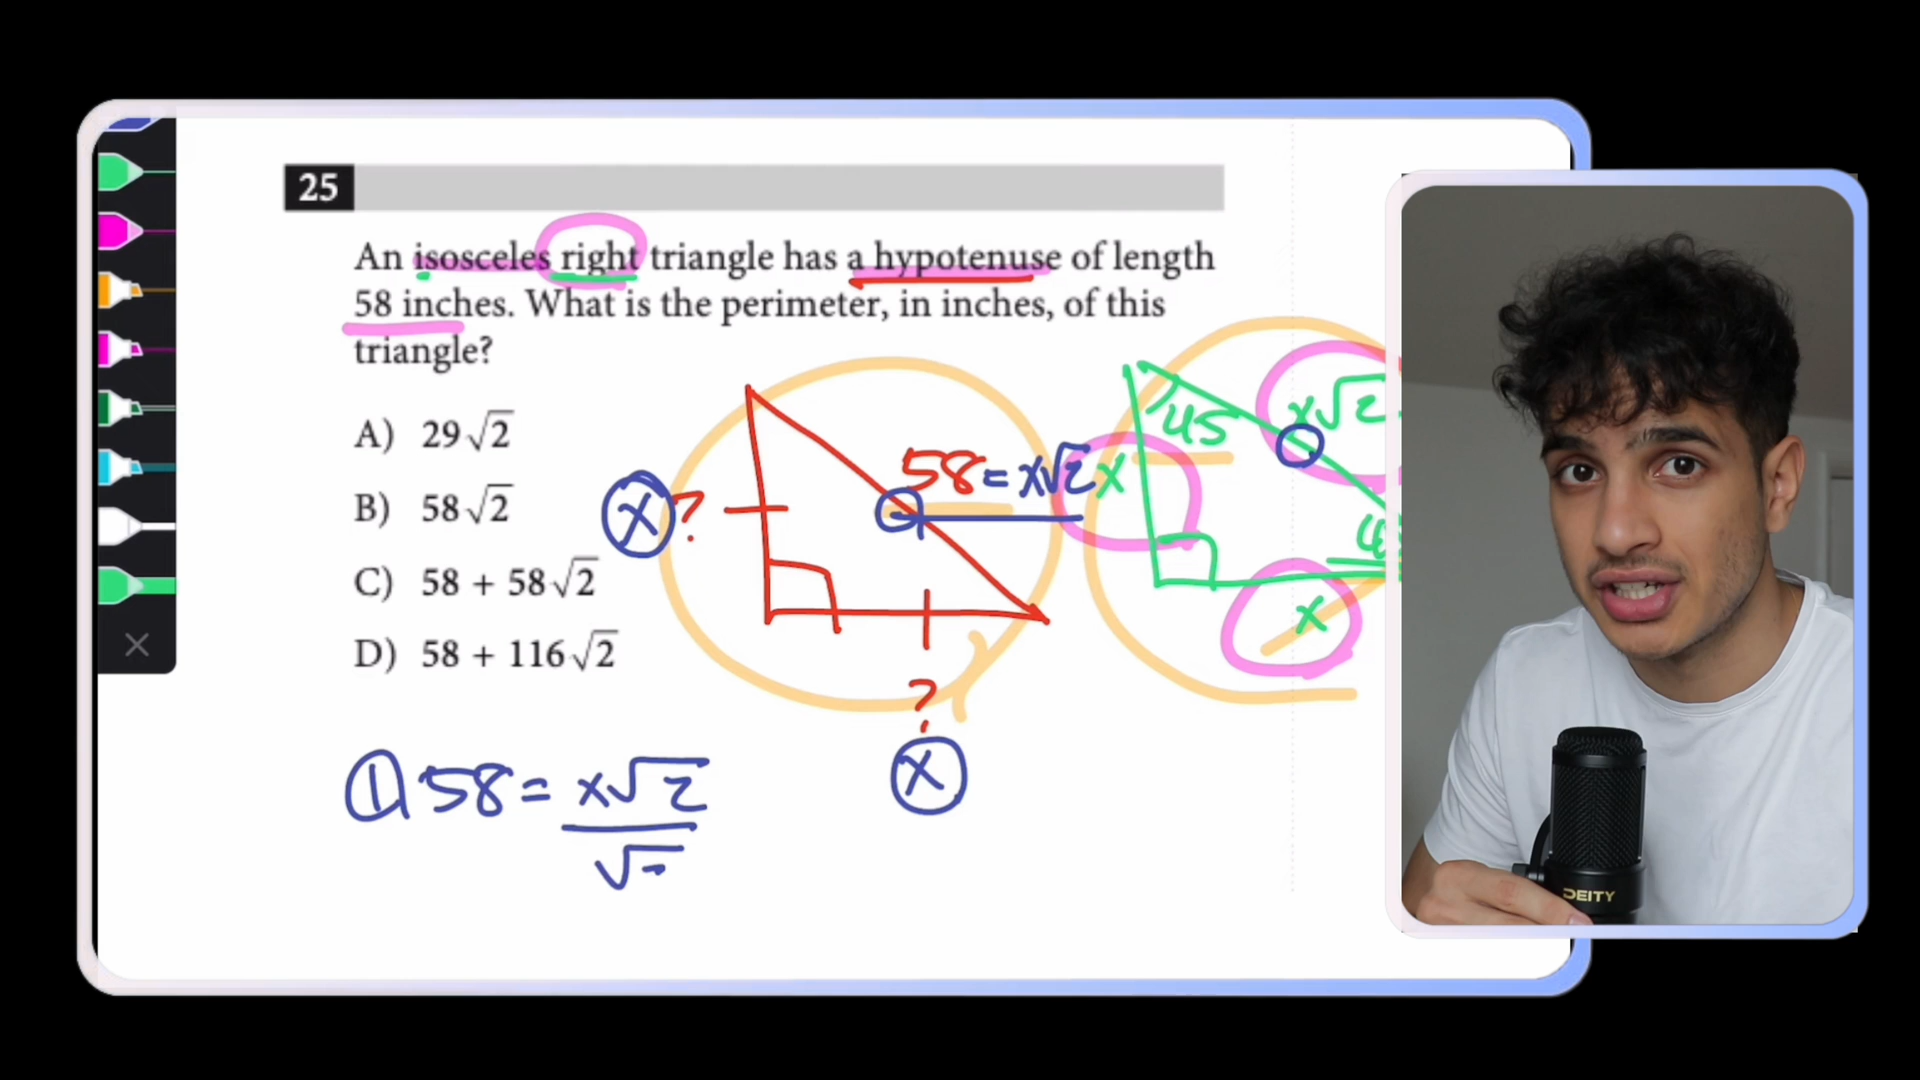 25
An isosceles right triangle has a hypotenuse of length
58 inches. What is the perimeter, in inches, of this
triangle?
A) 29√2
B) 58√2
C) 58 + 58√2
D) 58 + 116√2
X ?
58 = x√2
?
X
45
x√2
x
x
① 58 = x√2
√
DEITY